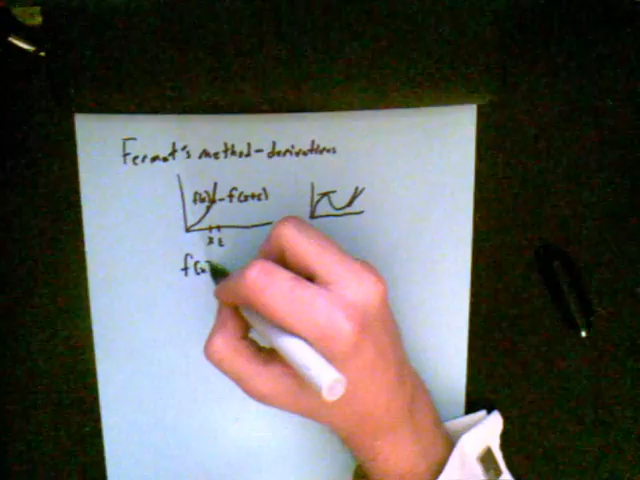 Fermat's method - derivatives
f(x) - f(x+ε)
x ε
f(x)